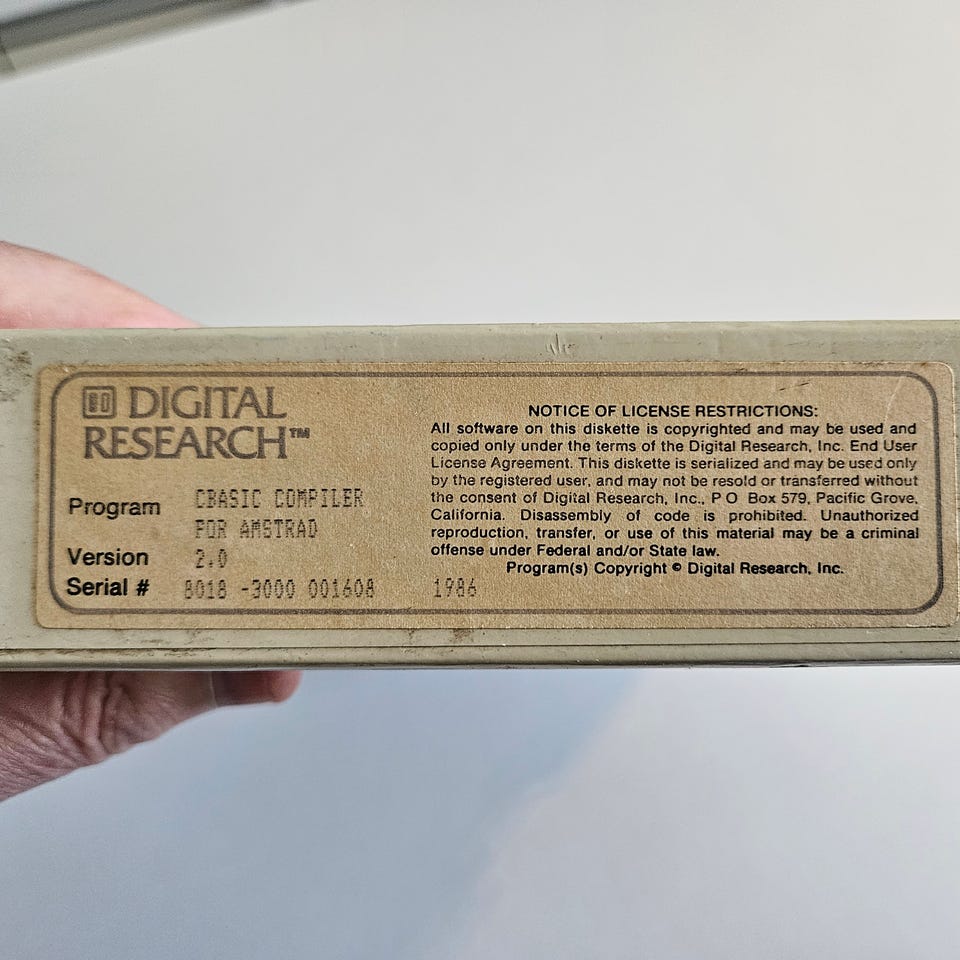 DIGITAL
RESEARCH™
Program CBASIC COMPILER
FOR AMSTRAD
Version 2.0
Serial # 8018 -3000 001608 1986
NOTICE OF LICENSE RESTRICTIONS:
All software on this diskette is copyrighted and may be used and
copied only under the terms of the Digital Research, Inc. End User
License Agreement. This diskette is serialized and may be used only
by the registered user, and may not be resold or transferred without
the consent of Digital Research, Inc., P O Box 579, Pacific Grove,
California. Disassembly of code is prohibited. Unauthorized
reproduction, transfer, or use of this material may be a criminal
offense under Federal and/or State law.
Program(s) Copyright © Digital Research, Inc.